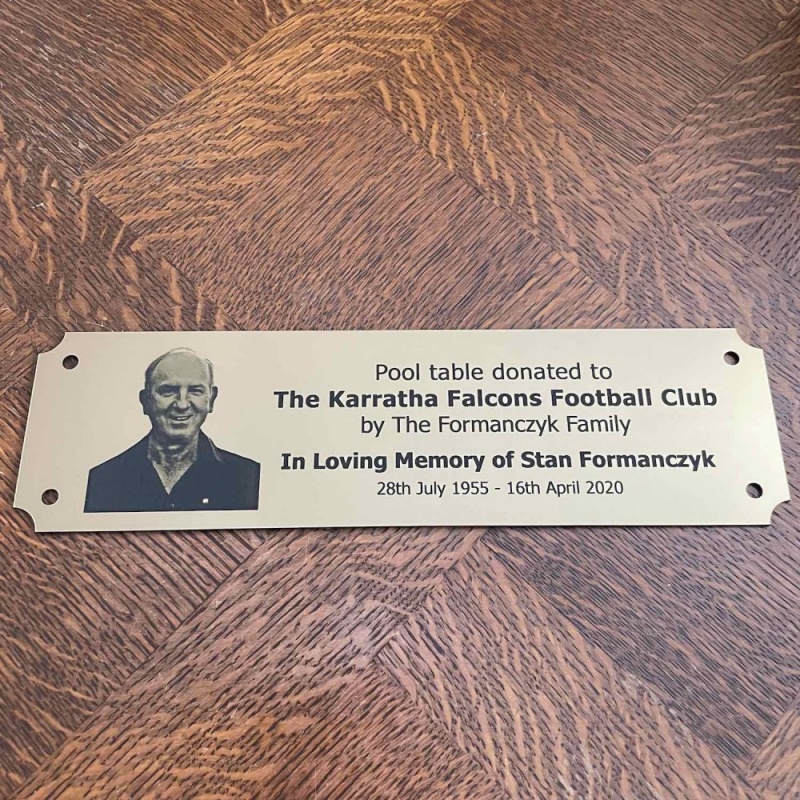 Pool table donated to
The Karratha Falcons Football Club
by The Formanczyk Family
In Loving Memory of Stan Formanczyk
28th July 1955 - 16th April 2020